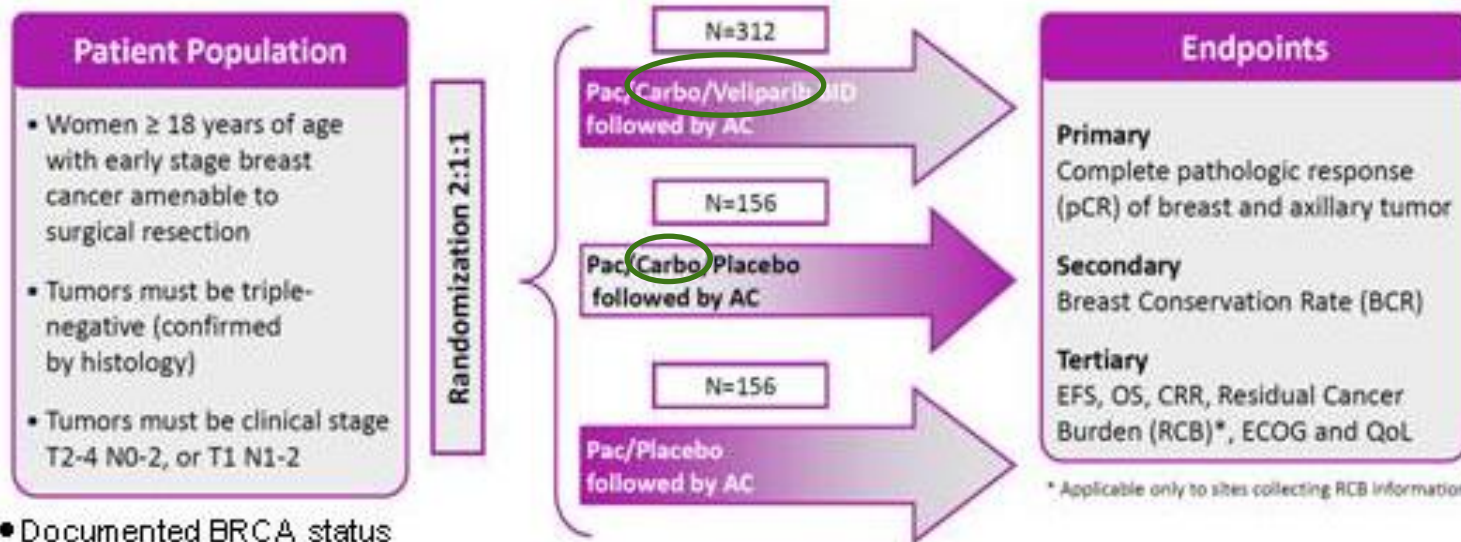 Patient Population
• Women ≥ 18 years of age
with early stage breast
cancer amenable to
surgical resection
• Tumors must be triple-
negative (confirmed
by histology)
• Tumors must be clinical stage
T2-4 N0-2, or T1 N1-2
• Documented BRCA status
Randomization 2:1:1
N=312
Pac/Carbo/Veliparib BID
followed by AC
N=156
Pac/Carbo/Placebo
followed by AC
N=156
Pac/Placebo
followed by AC
Endpoints
Primary
Complete pathologic response
(pCR) of breast and axillary tumor
Secondary
Breast Conservation Rate (BCR)
Tertiary
EFS, OS, CRR, Residual Cancer
Burden (RCB)*, ECOG and QoL
* Applicable only to sites collecting RCB information